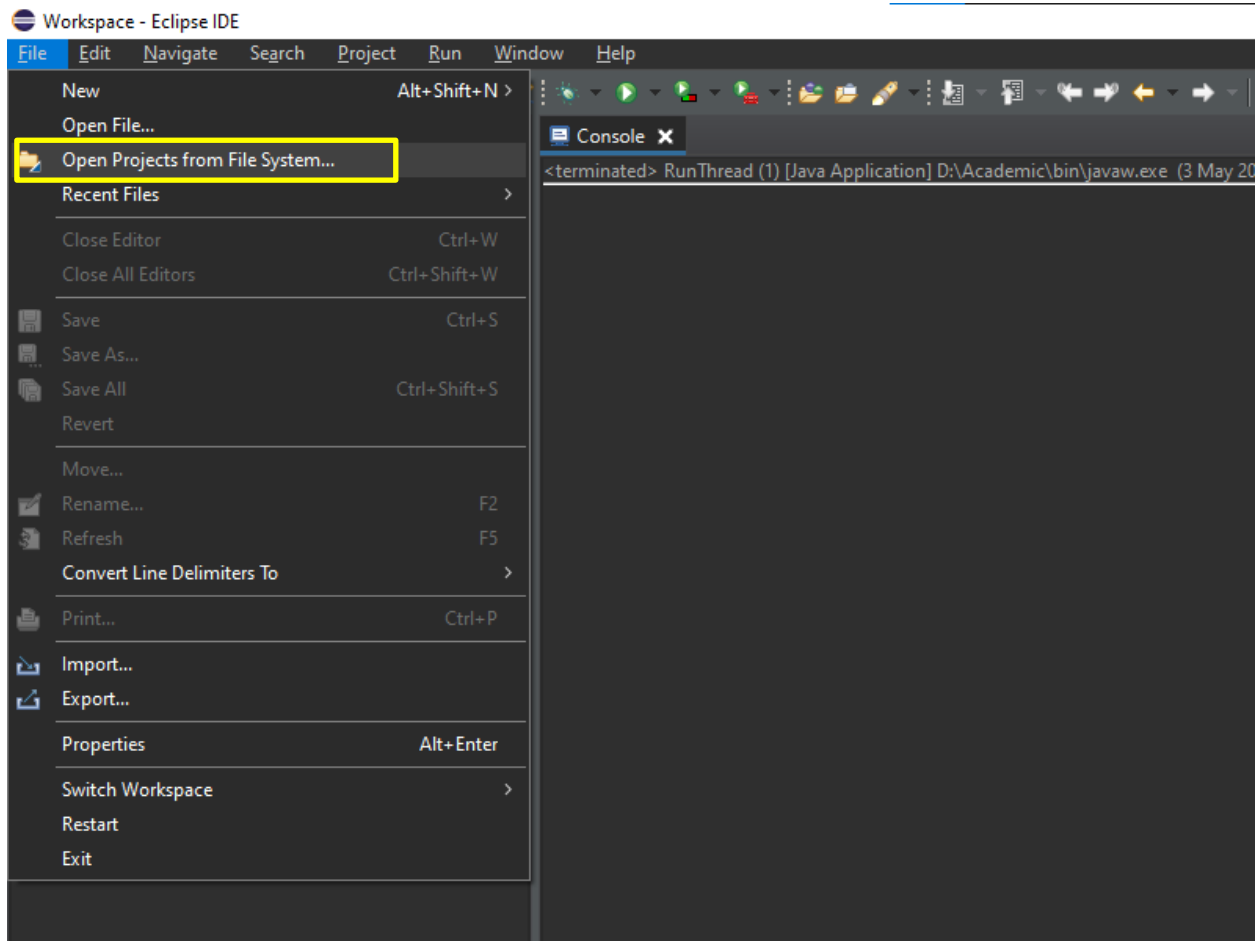 Workspace - Eclipse IDE
File Edit Navigate Search Project Run Window Help
New Alt+Shift+N >
Open File...
Open Projects from File System...
Recent Files >
Close Editor Ctrl+W
Close All Editors Ctrl+Shift+W
Save Ctrl+S
Save As...
Save All Ctrl+Shift+S
Revert
Move...
Rename... F2
Refresh F5
Convert Line Delimiters To >
Print... Ctrl+P
Import...
Export...
Properties Alt+Enter
Switch Workspace >
Restart
Exit
Console
<terminated> RunThread (1) [Java Application] D:\Academic\bin\javaw.exe (3 May 20